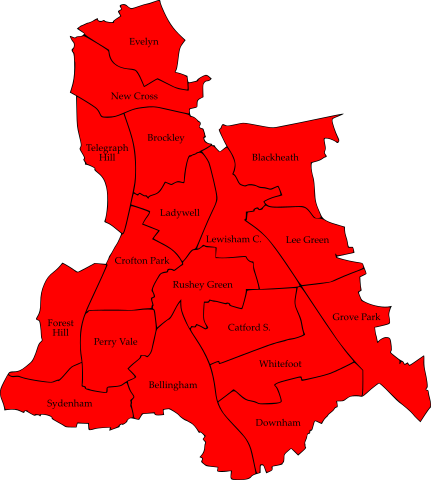 Evelyn
New Cross
Brockley
Telegraph
Hill
Blackheath
Ladywell
Lewisham C.
Lee Green
Crofton Park
Rushey Green
Grove Park
Forest
Hill
Catford S.
Perry Vale
Whitefoot
Bellingham
Sydenham
Downham